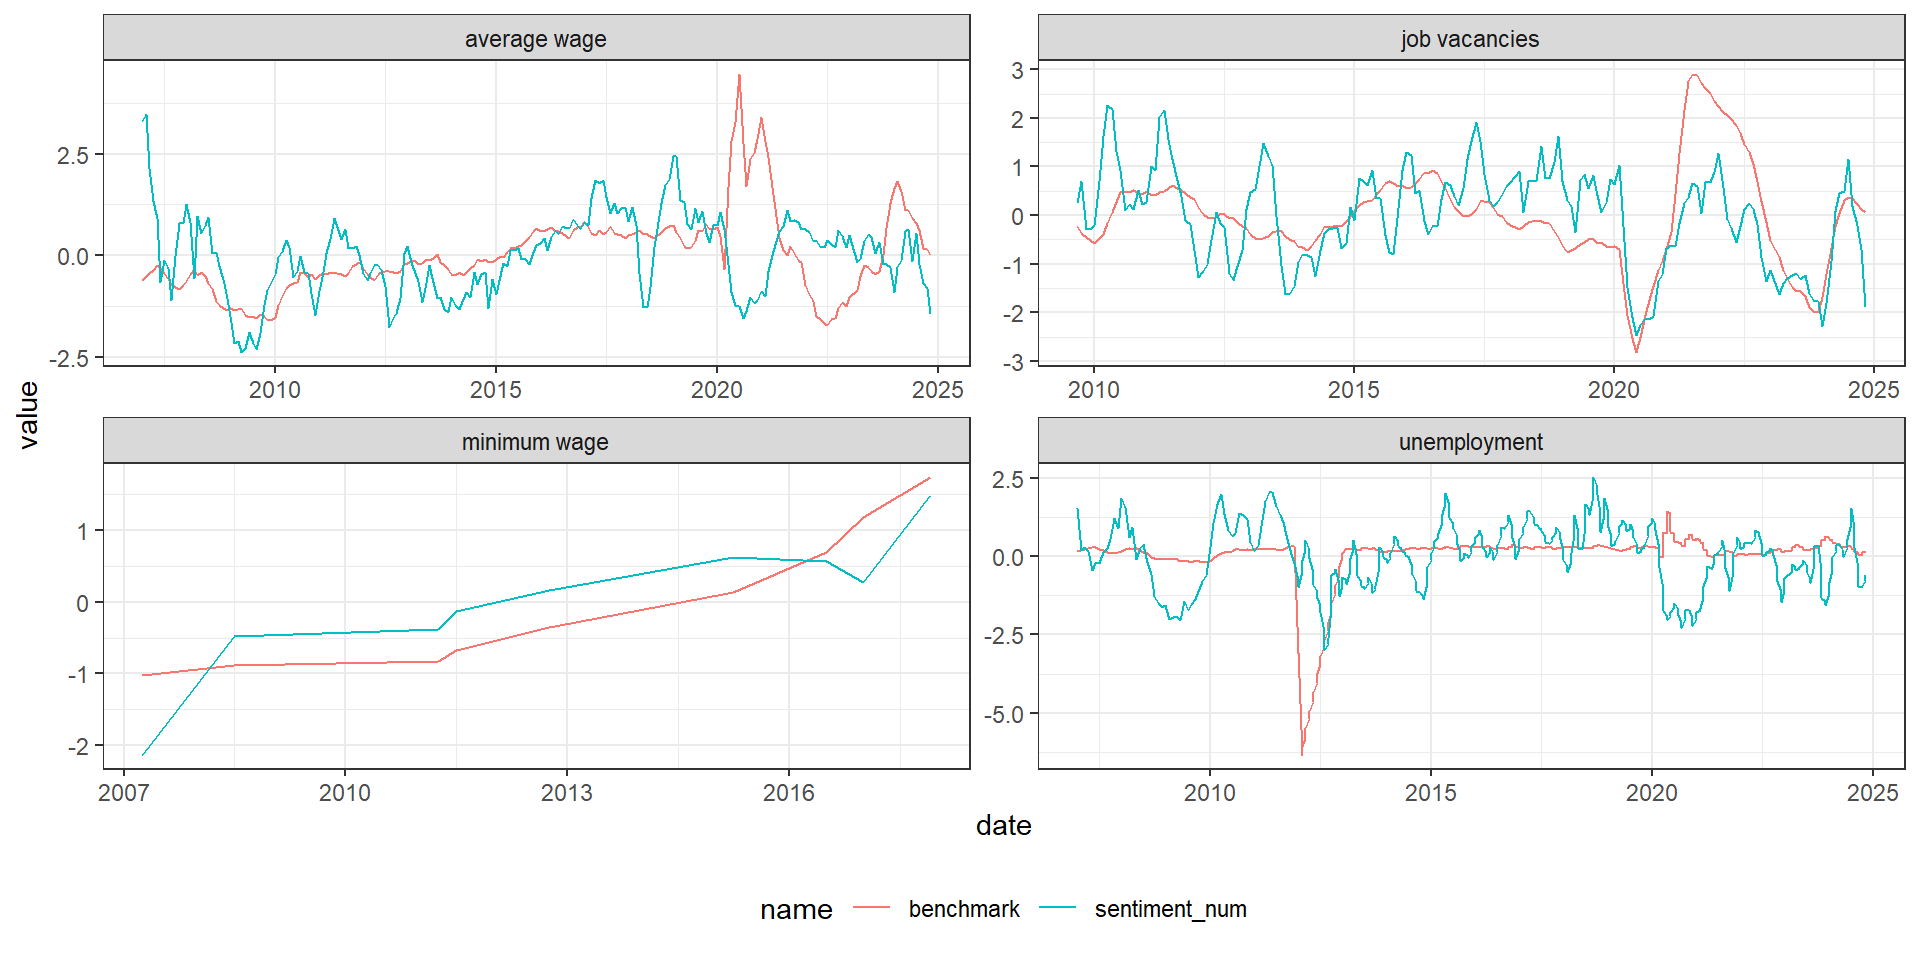 average wage
job vacancies
2.5
0.0
-2.5
3
2
1
0
-1
-2
-3
2010 2015 2020 2025
2010 2015 2020 2025
minimum wage
unemployment
1
0
-1
-2
2.5
0.0
-2.5
-5.0
2007 2010 2013 2016
2010 2015 2020 2025
value
date
name benchmark sentiment_num